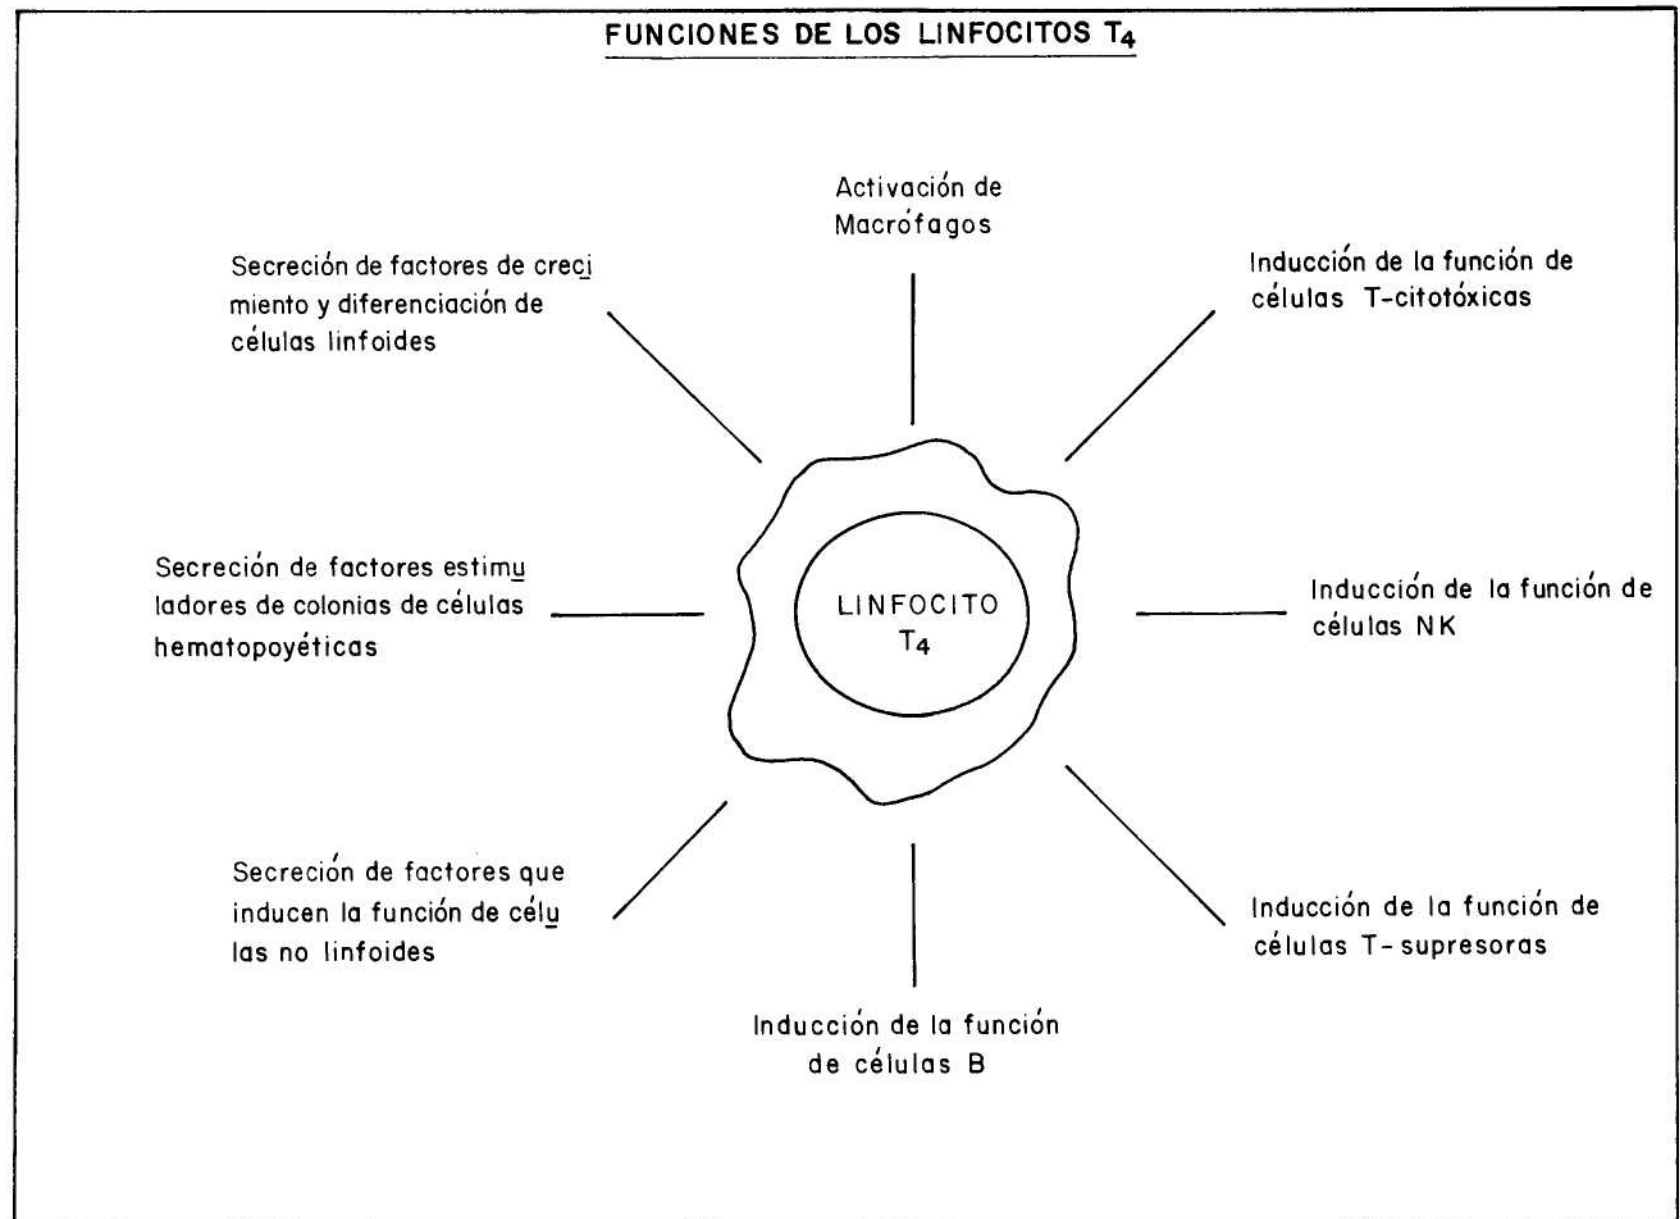 FUNCIONES DE LOS LINFOCITOS T4
Activación de
Macrófagos
Secreción de factores de creci
miento y diferenciación de
células linfoides
Inducción de la función de
células T-citotóxicas
Secreción de factores estimu
ladores de colonias de células
hematopoyéticas
LINFOCITO
T4
Inducción de la función de
células NK
Secreción de factores que
inducen la función de célu
las no linfoides
Inducción de la función de
células T-supresoras
Inducción de la función
de células B